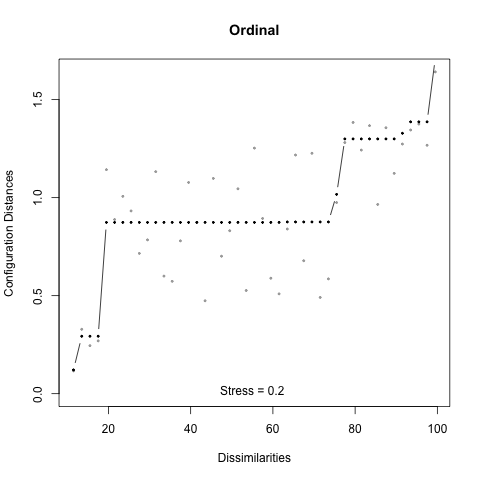 Ordinal
Configuration Distances
1.5
1.0
0.5
0.0
Stress = 0.2
20 40 60 80 100
Dissimilarities